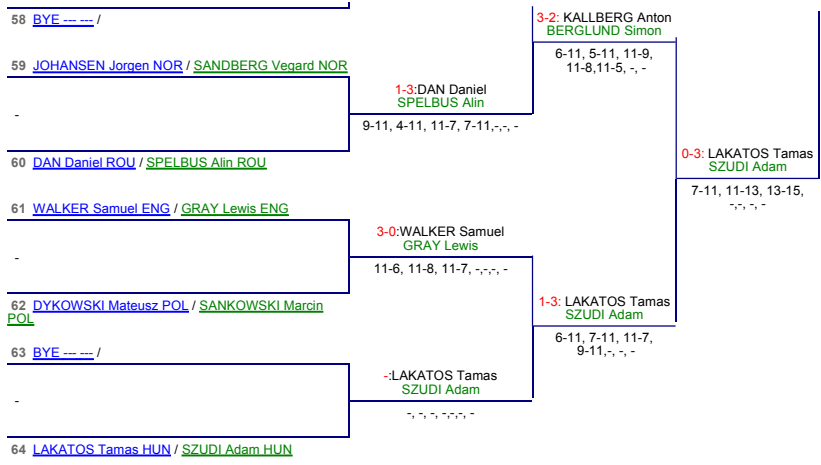 58 BYE --- --- /
3-2: KALLBERG Anton
BERGLUND Simon
6-11, 5-11, 11-9,
11-8,11-5, -, -
59 JOHANSEN Jorgen NOR / SANDBERG Vegard NOR
-
1-3:DAN Daniel
SPELBUS Alin
9-11, 4-11, 11-7, 7-11,-,-, -
60 DAN Daniel ROU / SPELBUS Alin ROU
0-3: LAKATOS Tamas
SZUDI Adam
7-11, 11-13, 13-15,
-,-, -, -
61 WALKER Samuel ENG / GRAY Lewis ENG
-
3-0:WALKER Samuel
GRAY Lewis
11-6, 11-8, 11-7, -,-,-, -
62 DYKOWSKI Mateusz POL / SANKOWSKI Marcin
POL
1-3: LAKATOS Tamas
SZUDI Adam
6-11, 7-11, 11-7,
9-11,-, -, -
63 BYE --- --- /
-
-:LAKATOS Tamas
SZUDI Adam
-, -, -, -,-,-, -
64 LAKATOS Tamas HUN / SZUDI Adam HUN